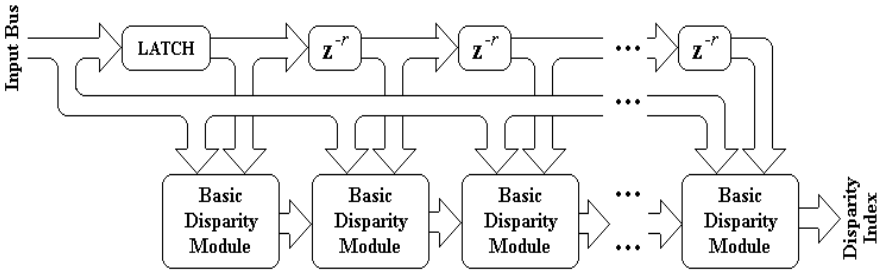 Input Bus
LATCH
z⁻ʳ
z⁻ʳ
...
z⁻ʳ
...
Basic
Disparity
Module
Basic
Disparity
Module
Basic
Disparity
Module
...
...
Basic
Disparity
Module
Disparity
Index